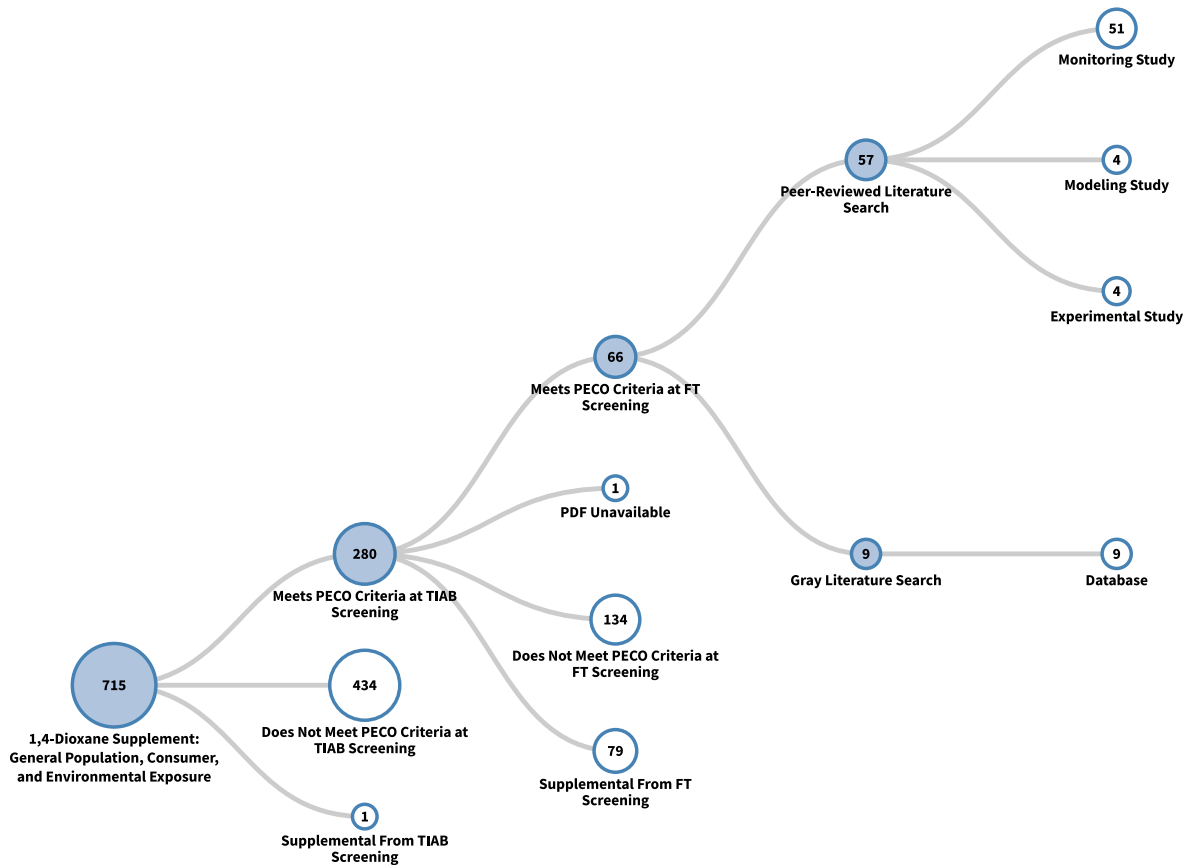 51
Monitoring Study
57
Peer-Reviewed Literature
Search
4
Modeling Study
4
Experimental Study
66
Meets PECO Criteria at FT
Screening
1
PDF Unavailable
280
Meets PECO Criteria at TIAB
Screening
9
Gray Literature Search
9
Database
134
Does Not Meet PECO Criteria at
FT Screening
715
1,4-Dioxane Supplement:
General Population, Consumer,
and Environmental Exposure
434
Does Not Meet PECO Criteria at
TIAB Screening
79
Supplemental From FT
Screening
1
Supplemental From TIAB
Screening